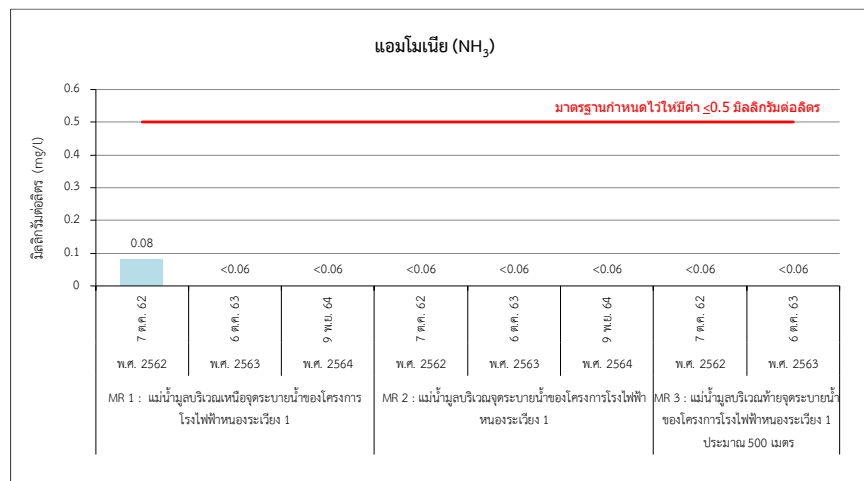 แอมโมเนีย (NH3)
มาตรฐานกำหนดไว้ให้มีค่า <0.5 มิลลิกรัมต่อลิตร
มิลลิกรัมต่อลิตร (mg/l)
0.6
0.5
0.4
0.3
0.2
0.1
0
0.08
<0.06
<0.06
<0.06
<0.06
<0.06
<0.06
<0.06
7 ต.ค. 62
6 ต.ค. 63
9 พ.ย. 64
7 ต.ค. 62
6 ต.ค. 63
9 พ.ย. 64
7 ต.ค. 62
6 ต.ค. 63
พ.ศ. 2562
พ.ศ. 2563
พ.ศ. 2564
พ.ศ. 2562
พ.ศ. 2563
พ.ศ. 2564
พ.ศ. 2562
พ.ศ. 2563
MR 1 : แม่น้ำมูลบริเวณเหนือจุดระบายน้ำของโครงการ
โรงไฟฟ้าหนองระเวียง 1
MR 2 : แม่น้ำมูลบริเวณจุดระบายน้ำของโครงการโรงไฟฟ้า
หนองระเวียง 1
MR 3 : แม่น้ำมูลบริเวณท้ายจุดระบายน้ำ
ของโครงการโรงไฟฟ้าหนองระเวียง 1
ประมาณ 500 เมตร